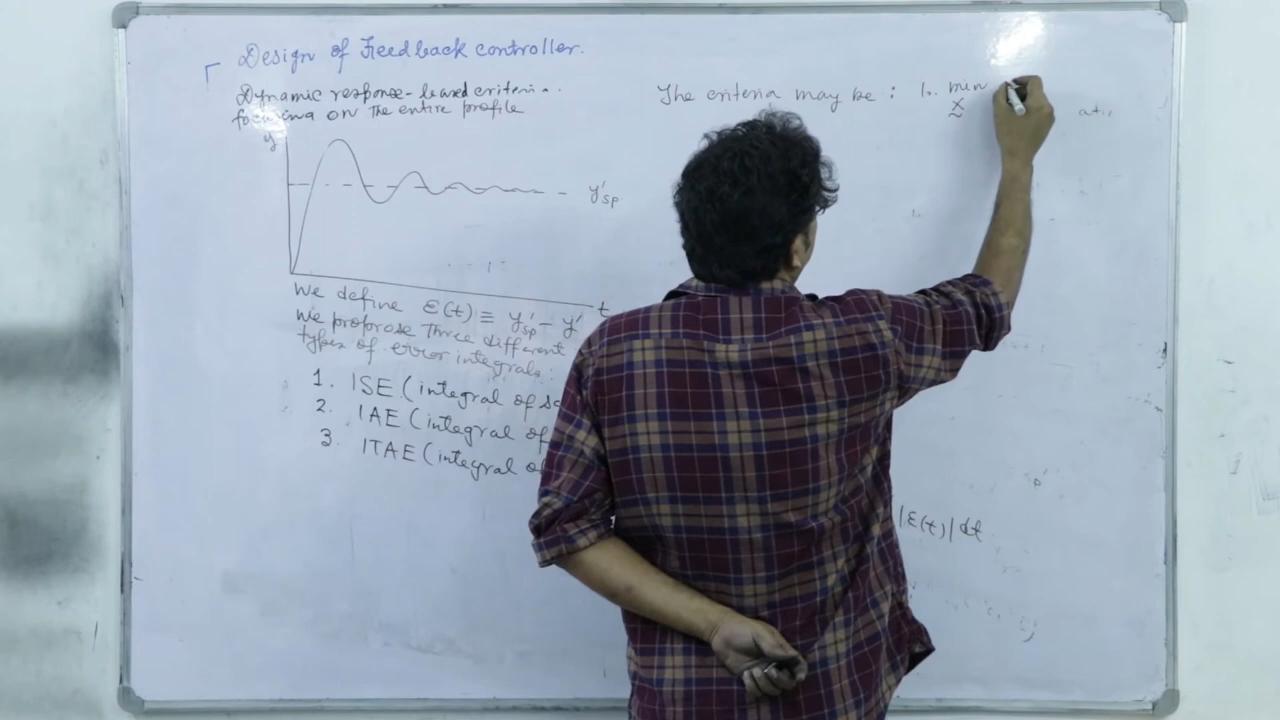 Design of Feedback controller.
Dynamic response-based criteria.
focusing on the entire profile
y'
y'sp
t
We define ε(t) ≡ y'sp - y'
We propose Three different
types of error integrals.
1. ISE (integral of
2. IAE (integral of
3. ITAE (integral of
The criteria may be : 1. min
x
|ε(t)| dt